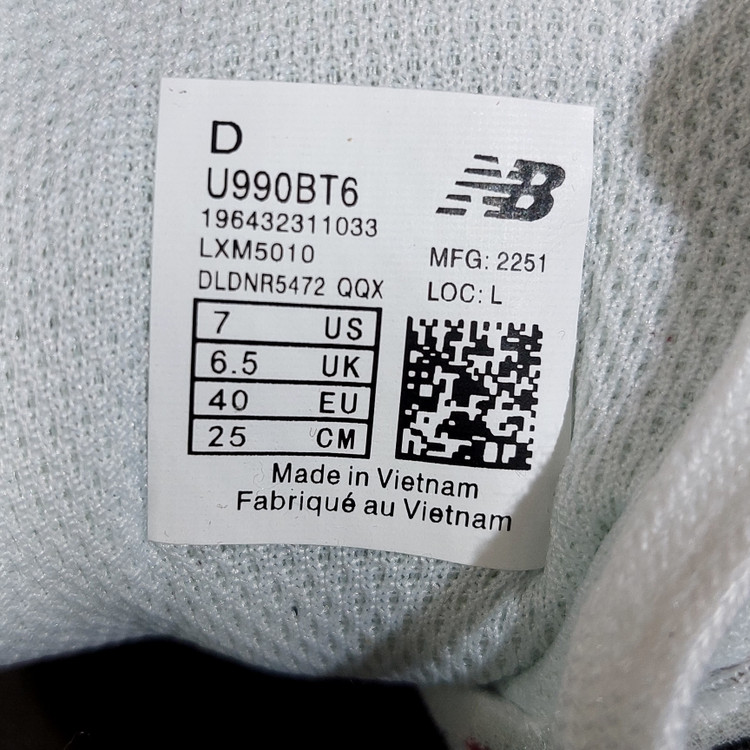 D
U990BT6
196432311033
LXM5010
DLDNR5472 QQX
NB
MFG: 2251
LOC: L
7 US
6.5 UK
40 EU
25 CM
Made in Vietnam
Fabriqué au Vietnam